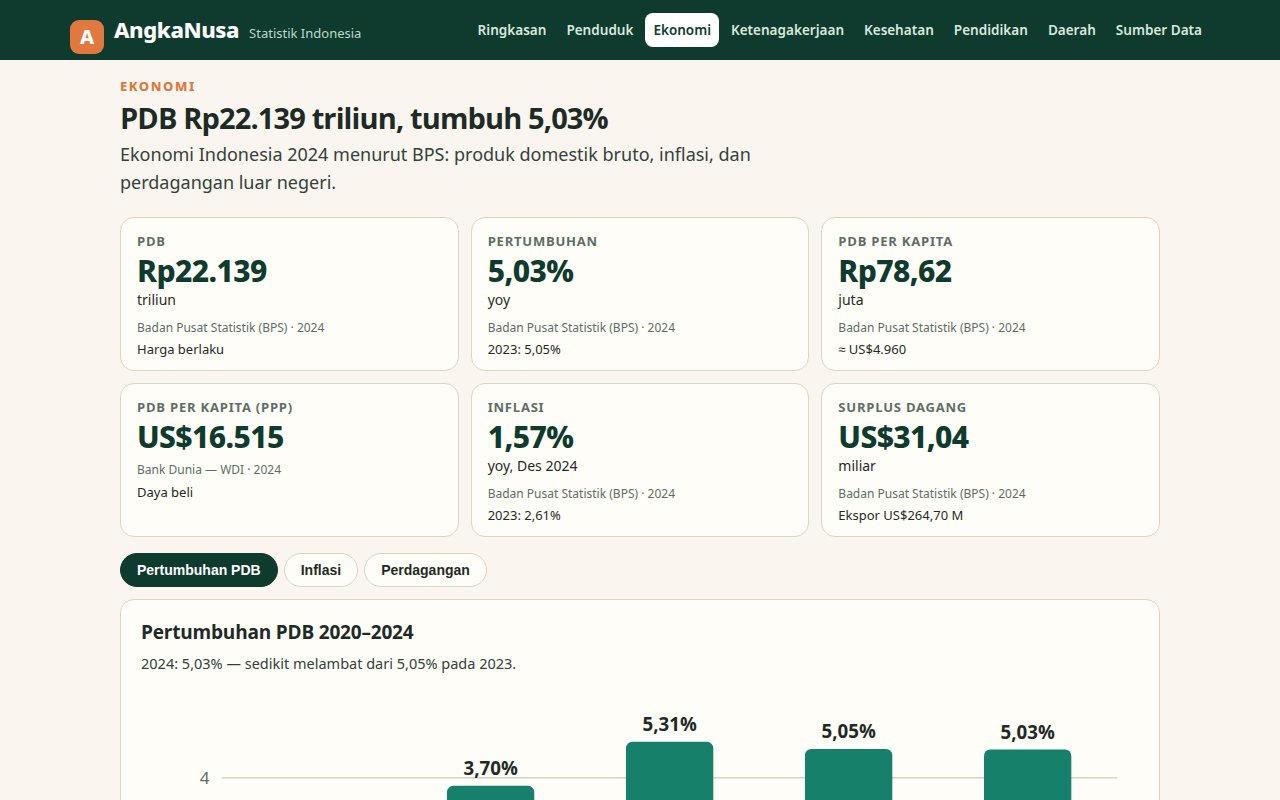 A AngkaNusa Statistik Indonesia Ringkasan Penduduk Ekonomi Ketenagakerjaan Kesehatan Pendidikan Daerah Sumber Data
EKONOMI
PDB Rp22.139 triliun, tumbuh 5,03%
Ekonomi Indonesia 2024 menurut BPS: produk domestik bruto, inflasi, dan
perdagangan luar negeri.
PDB
Rp22.139
triliun
Badan Pusat Statistik (BPS) · 2024
Harga berlaku
PERTUMBUHAN
5,03%
yoy
Badan Pusat Statistik (BPS) · 2024
2023: 5,05%
PDB PER KAPITA
Rp78,62
juta
Badan Pusat Statistik (BPS) · 2024
≈ US$4.960
PDB PER KAPITA (PPP)
US$16.515
Bank Dunia — WDI · 2024
Daya beli
INFLASI
1,57%
yoy, Des 2024
Badan Pusat Statistik (BPS) · 2024
2023: 2,61%
SURPLUS DAGANG
US$31,04
miliar
Badan Pusat Statistik (BPS) · 2024
Ekspor US$264,70 M
Pertumbuhan PDB Inflasi Perdagangan
Pertumbuhan PDB 2020–2024
2024: 5,03% — sedikit melambat dari 5,05% pada 2023.
5,31% 5,05% 5,03%
3,70%
4